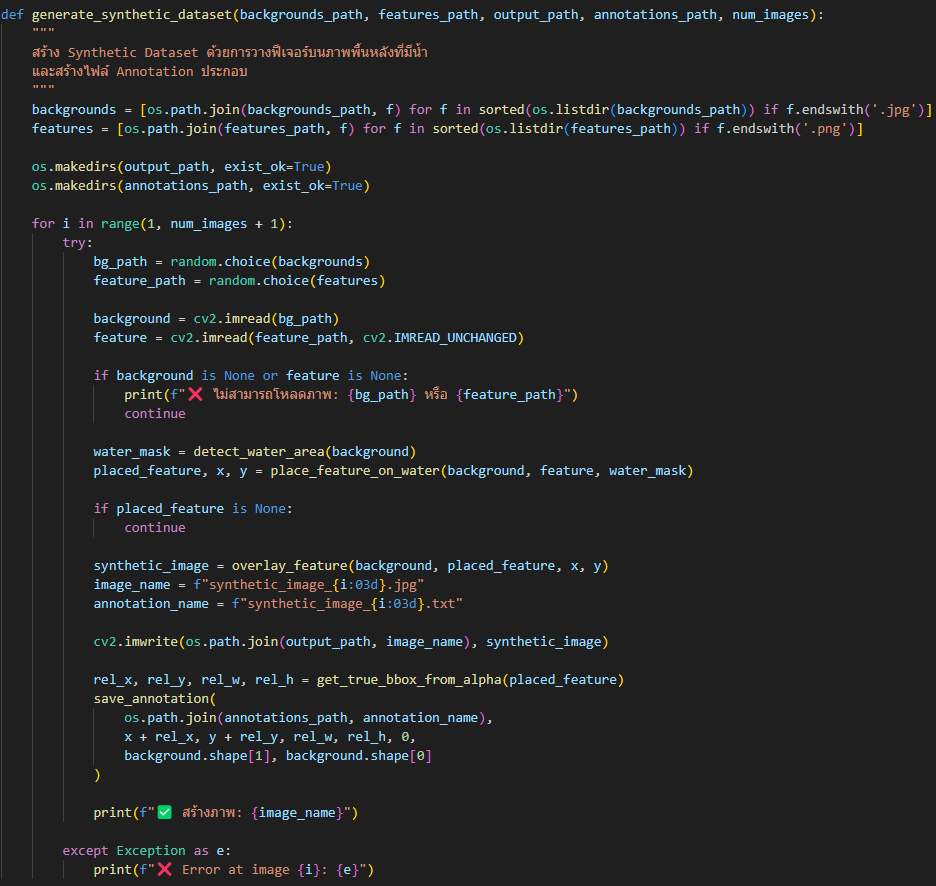 def generate_synthetic_dataset(backgrounds_path, features_path, output_path, annotations_path, num_images):
    """
    สร้าง Synthetic Dataset ด้วยการวางฟีเจอร์บนภาพพื้นหลังที่มีน้ำ
    และสร้างไฟล์ Annotation ประกอบ
    """
    backgrounds = [os.path.join(backgrounds_path, f) for f in sorted(os.listdir(backgrounds_path)) if f.endswith('.jpg')]
    features = [os.path.join(features_path, f) for f in sorted(os.listdir(features_path)) if f.endswith('.png')]

    os.makedirs(output_path, exist_ok=True)
    os.makedirs(annotations_path, exist_ok=True)

    for i in range(1, num_images + 1):
        try:
            bg_path = random.choice(backgrounds)
            feature_path = random.choice(features)

            background = cv2.imread(bg_path)
            feature = cv2.imread(feature_path, cv2.IMREAD_UNCHANGED)

            if background is None or feature is None:
                print(f"❌ ไม่สามารถโหลดภาพ: {bg_path} หรือ {feature_path}")
                continue

            water_mask = detect_water_area(background)
            placed_feature, x, y = place_feature_on_water(background, feature, water_mask)

            if placed_feature is None:
                continue

            synthetic_image = overlay_feature(background, placed_feature, x, y)
            image_name = f"synthetic_image_{i:03d}.jpg"
            annotation_name = f"synthetic_image_{i:03d}.txt"

            cv2.imwrite(os.path.join(output_path, image_name), synthetic_image)

            rel_x, rel_y, rel_w, rel_h = get_true_bbox_from_alpha(placed_feature)
            save_annotation(
                os.path.join(annotations_path, annotation_name),
                x + rel_x, y + rel_y, rel_w, rel_h, 0,
                background.shape[1], background.shape[0]
            )

            print(f"✅ สร้างภาพ: {image_name}")

        except Exception as e:
            print(f"❌ Error at image {i}: {e}")